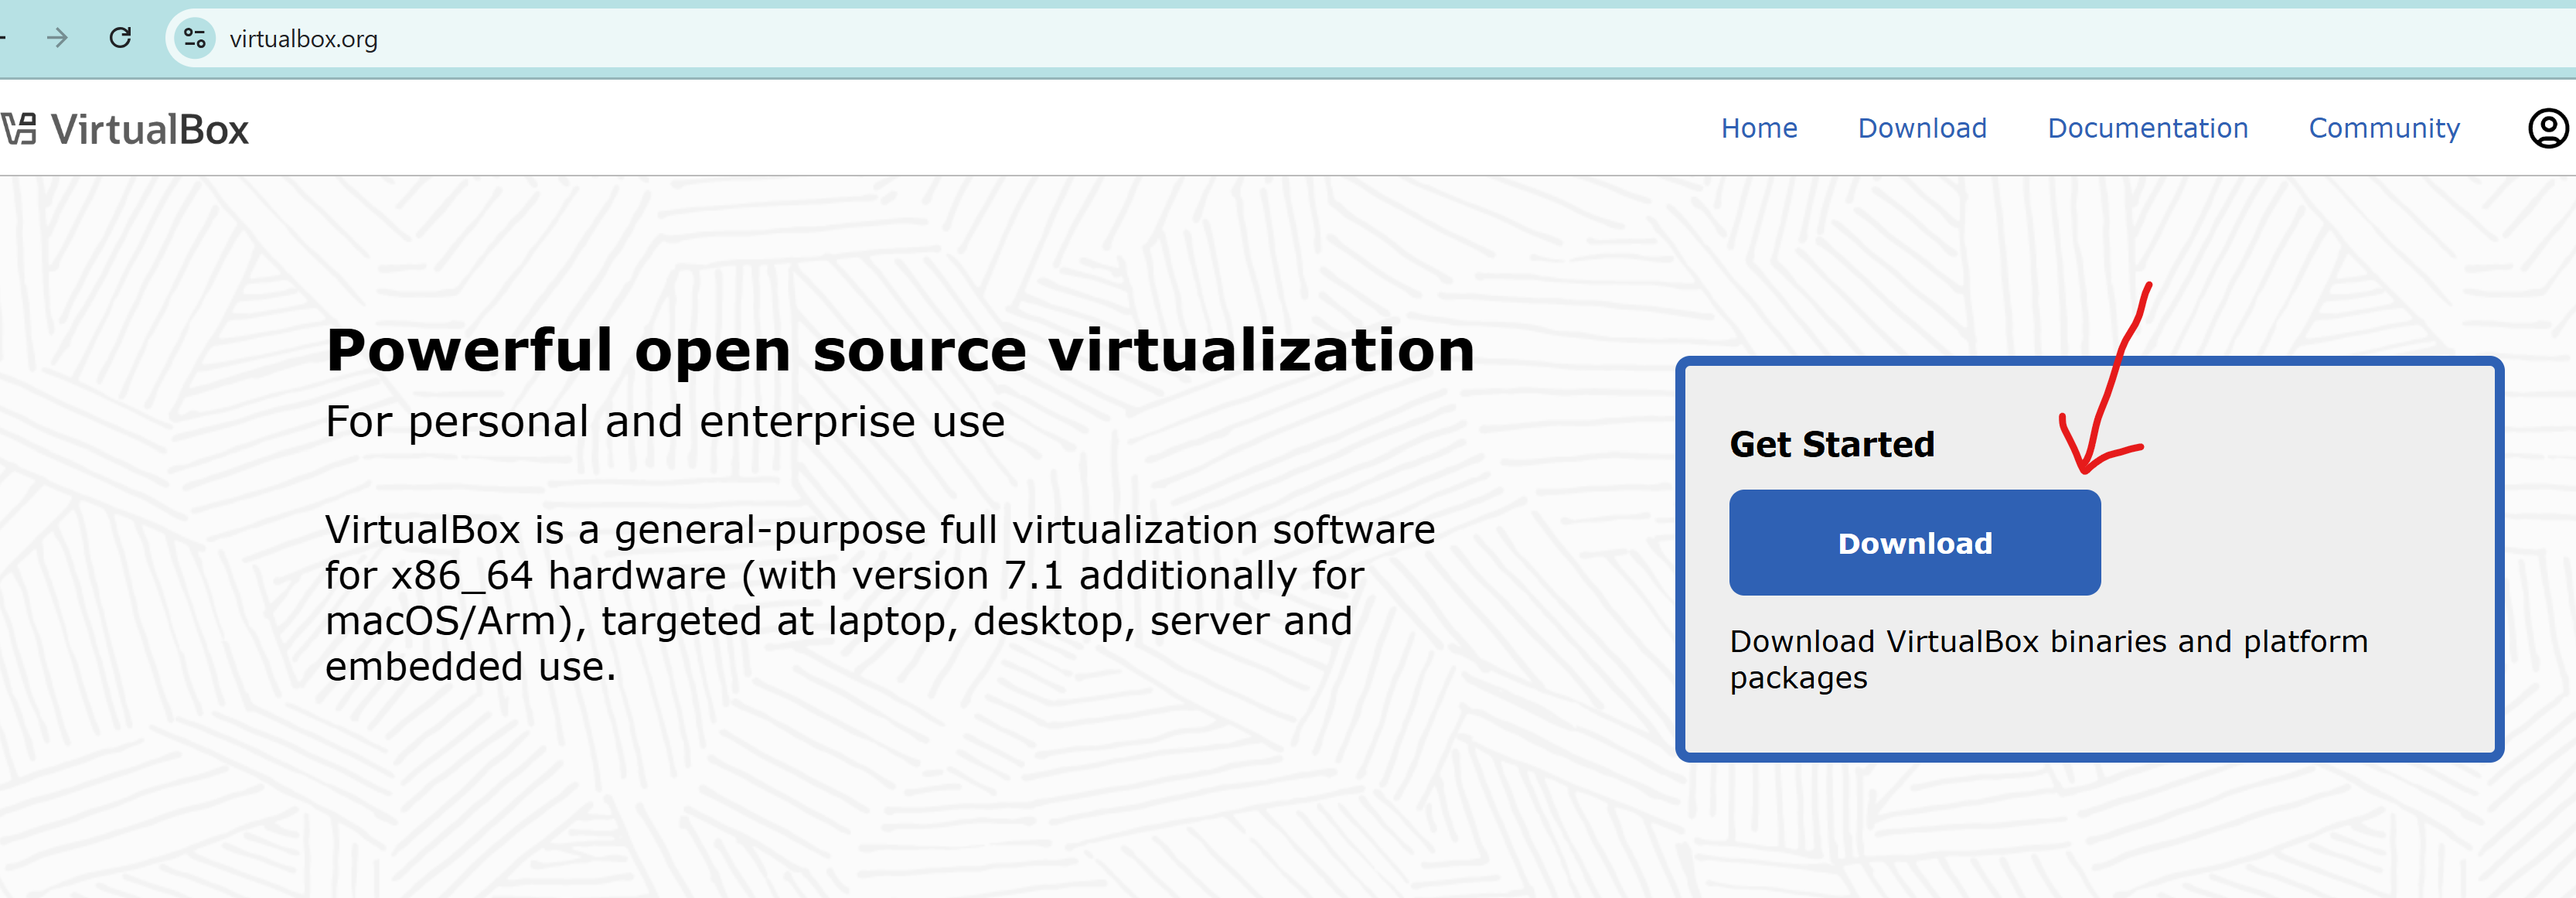 virtualbox.org
VirtualBox
Home Download Documentation Community
Powerful open source virtualization
For personal and enterprise use
VirtualBox is a general-purpose full virtualization software
for x86_64 hardware (with version 7.1 additionally for
macOS/Arm), targeted at laptop, desktop, server and
embedded use.
Get Started
Download
Download VirtualBox binaries and platform
packages